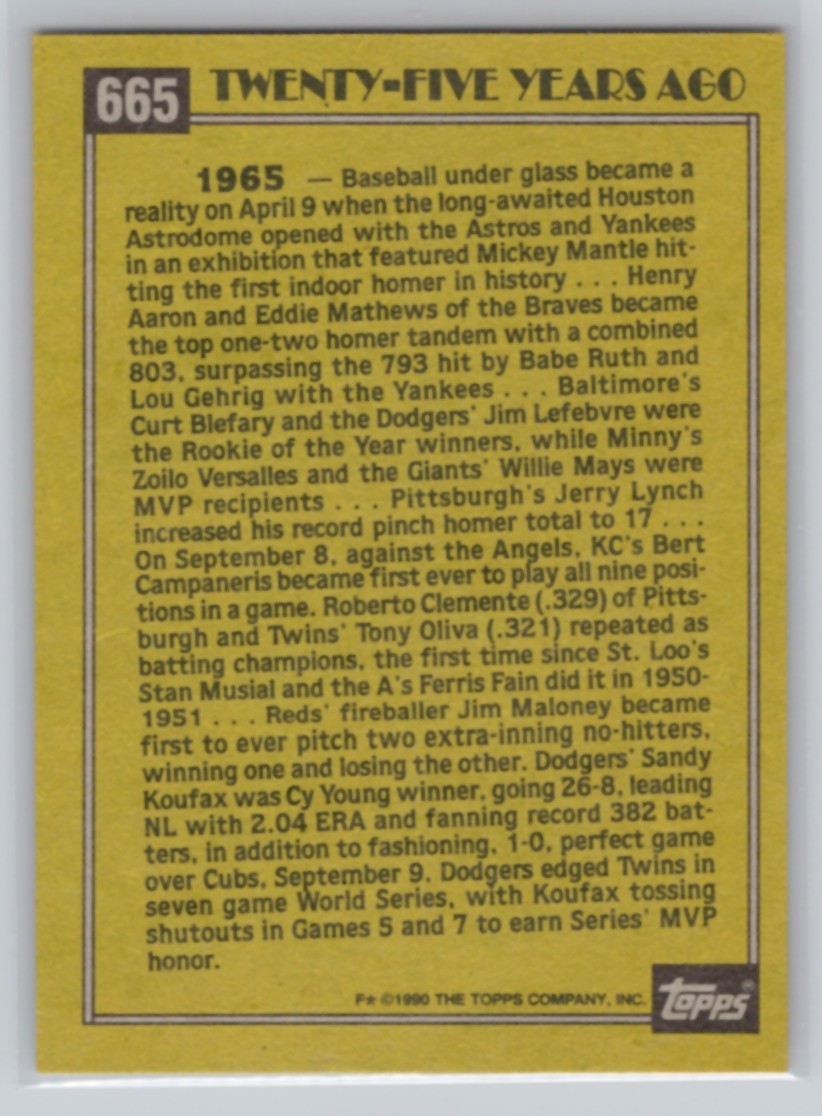 665 TWENTY-FIVE YEARS AGO
1965 — Baseball under glass became a
reality on April 9 when the long-awaited Houston
Astrodome opened with the Astros and Yankees
in an exhibition that featured Mickey Mantle hit-
ting the first indoor homer in history . . . Henry
Aaron and Eddie Mathews of the Braves became
the top one-two homer tandem with a combined
803, surpassing the 793 hit by Babe Ruth and
Lou Gehrig with the Yankees . . . Baltimore's
Curt Blefary and the Dodgers' Jim Lefebvre were
the Rookie of the Year winners, while Minny's
Zoilo Versalles and the Giants' Willie Mays were
MVP recipients . . . Pittsburgh's Jerry Lynch
increased his record pinch homer total to 17 . . .
On September 8, against the Angels, KC's Bert
Campaneris became first ever to play all nine posi-
tions in a game. Roberto Clemente (.329) of Pitts-
burgh and Twins' Tony Oliva (.321) repeated as
batting champions, the first time since St. Loo's
Stan Musial and the A's Ferris Fain did it in 1950-
1951 . . . Reds' fireballer Jim Maloney became
first to ever pitch two extra-inning no-hitters,
winning one and losing the other. Dodgers' Sandy
Koufax was Cy Young winner, going 26-8, leading
NL with 2.04 ERA and fanning record 382 bat-
ters, in addition to fashioning, 1-0, perfect game
over Cubs, September 9. Dodgers edged Twins in
seven game World Series, with Koufax tossing
shutouts in Games 5 and 7 to earn Series' MVP
honor.
F★ ©1990 THE TOPPS COMPANY, INC.
topps®